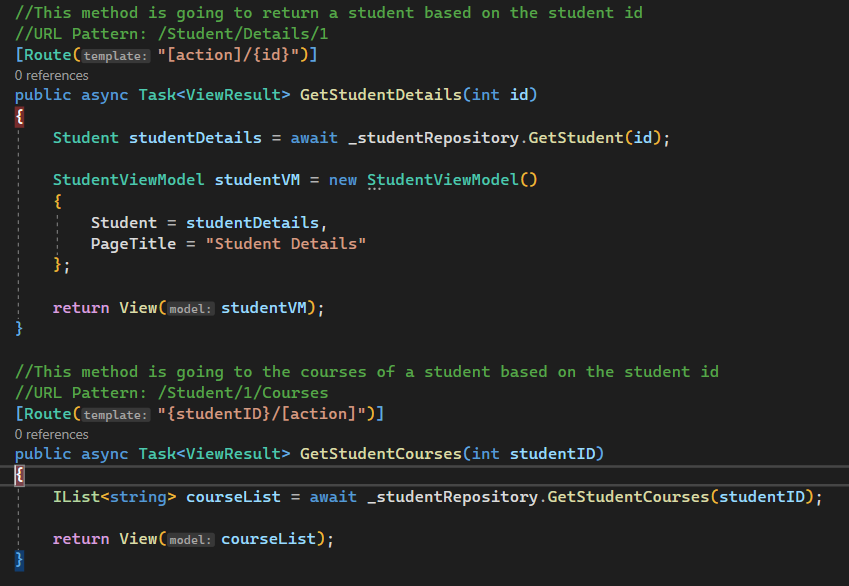 //This method is going to return a student based on the student id
//URL Pattern: /Student/Details/1
[Route(template: "[action]/{id}")]
0 references
public async Task<ViewResult> GetStudentDetails(int id)
{
Student studentDetails = await _studentRepository.GetStudent(id);
StudentViewModel studentVM = new StudentViewModel()
{
Student = studentDetails,
PageTitle = "Student Details"
};
return View(model: studentVM);
}
//This method is going to the courses of a student based on the student id
//URL Pattern: /Student/1/Courses
[Route(template: "{studentID}/[action]")]
0 references
public async Task<ViewResult> GetStudentCourses(int studentID)
{
IList<string> courseList = await _studentRepository.GetStudentCourses(studentID);
return View(model: courseList);
}